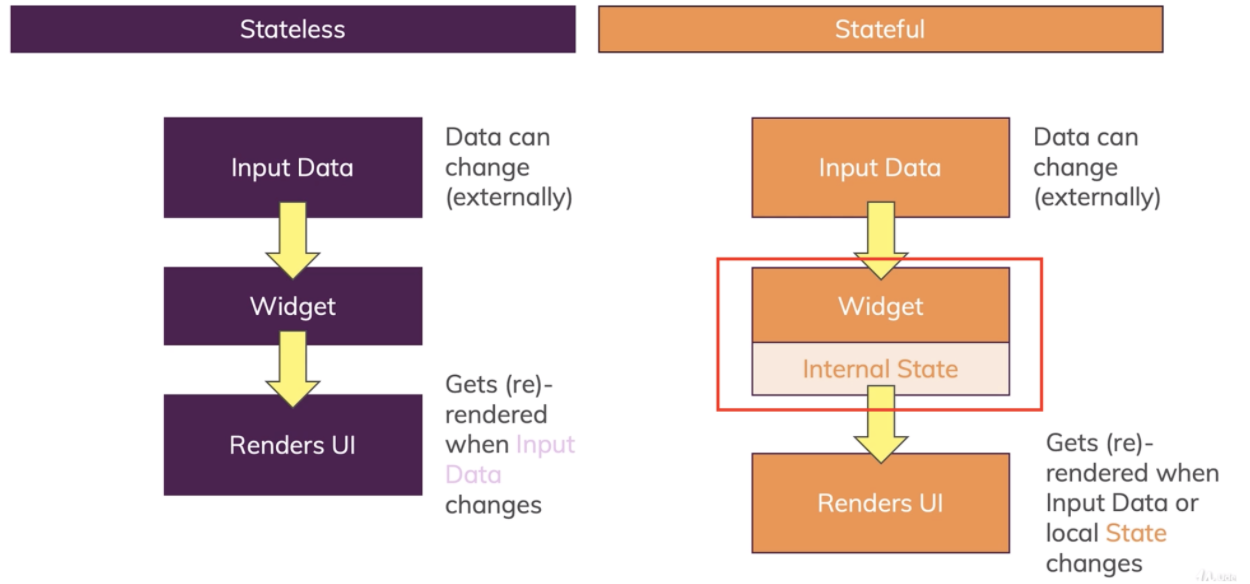 Stateless
Input Data
Data can
change
(externally)
Widget
Renders UI
Gets (re)-
rendered
when Input
Data
changes
Stateful
Input Data
Data can
change
(externally)
Widget
Internal State
Renders UI
Gets (re)-
rendered when
Input Data or
local State
changes